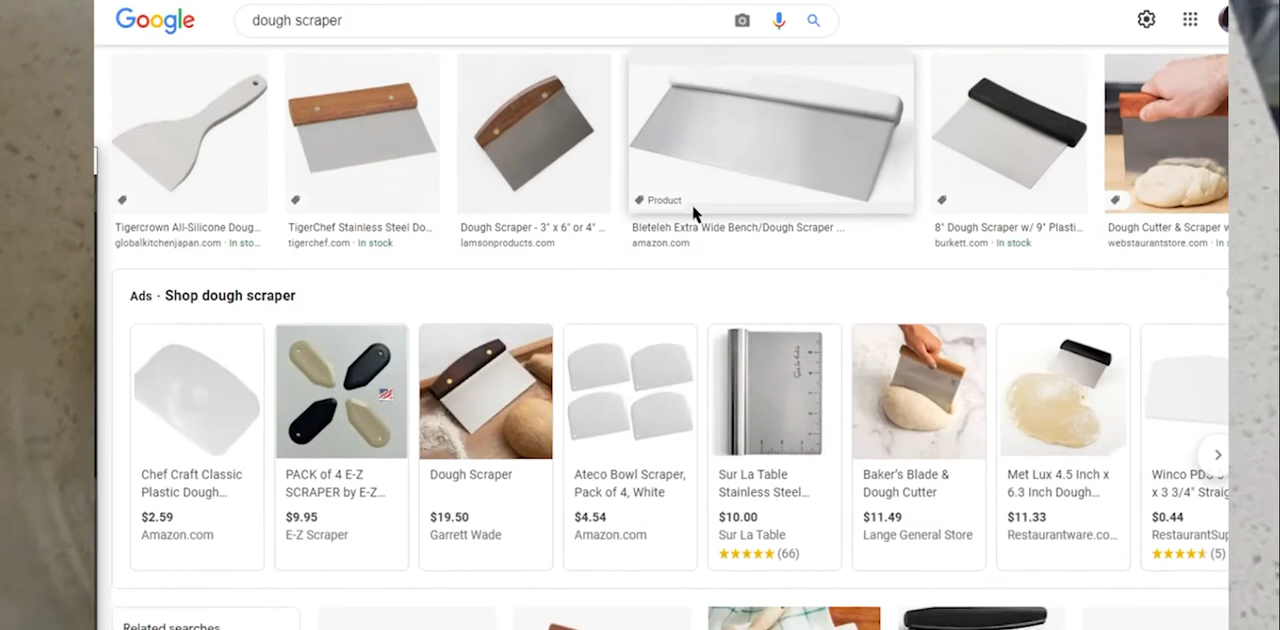 Google
dough scraper
Product
Tigercrown All-Silicone Doug...
globalkitchenjapan.com · In sto...
TigerChef Stainless Steel Do...
tigerchef.com · In stock
Dough Scraper - 3" x 6" or 4" ...
lamsonproducts.com
Bleteleh Extra Wide Bench/Dough Scraper ...
amazon.com
8" Dough Scraper w/ 9" Plasti...
burkett.com · In stock
Dough Cutter & Scraper w
webstaurantstore.com · In s
Ads · Shop dough scraper
Chef Craft Classic
Plastic Dough...
$2.59
Amazon.com
PACK of 4 E-Z
SCRAPER by E-Z...
$9.95
E-Z Scraper
Dough Scraper
$19.50
Garrett Wade
Ateco Bowl Scraper,
Pack of 4, White
$4.54
Amazon.com
Sur La Table
Stainless Steel...
$10.00
Sur La Table
(66)
Baker's Blade &
Dough Cutter
$11.49
Lange General Store
Met Lux 4.5 Inch x
6.3 Inch Dough...
$11.33
Restaurantware.co...
Winco
x 3 3/4" Straig
$0.44
RestaurantSup
(5)
Related searches